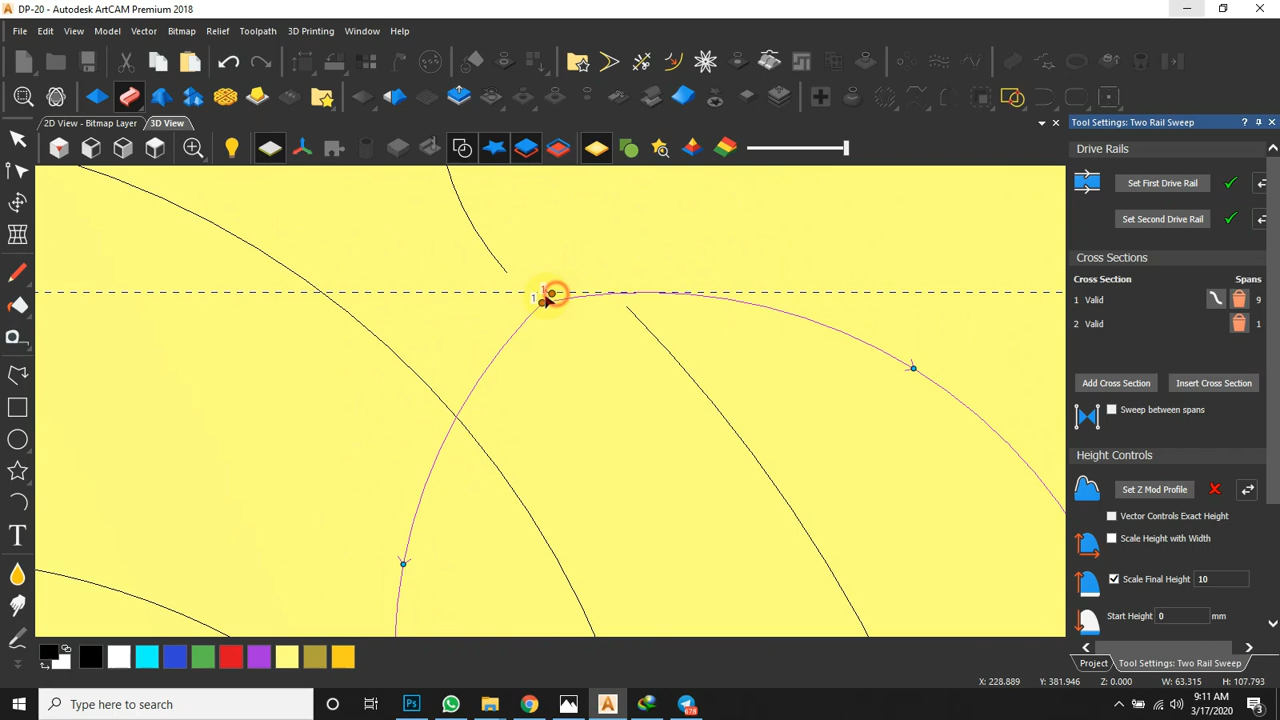 DP-20 - Autodesk ArtCAM Premium 2018
File Edit View Model Vector Bitmap Relief Toolpath 3D Printing Window Help
2D View - Bitmap Layer 3D View
Tool Settings: Two Rail Sweep
Drive Rails
Set First Drive Rail
Set Second Drive Rail
Cross Sections
Cross Section Spans
1 Valid 9
2 Valid 1
Add Cross Section Insert Cross Section
Sweep between spans
Height Controls
Set Z Mod Profile
Vector Controls Exact Height
Scale Height with Width
Scale Final Height 10
Start Height 0 mm
1
1
Project Tool Settings: Two Rail Sweep
X: 228.889 Y: 381.946 Z: 0.000 W: 63.315 H: 107.793
Type here to search
Ps
678
9:11 AM
3/17/2020
3